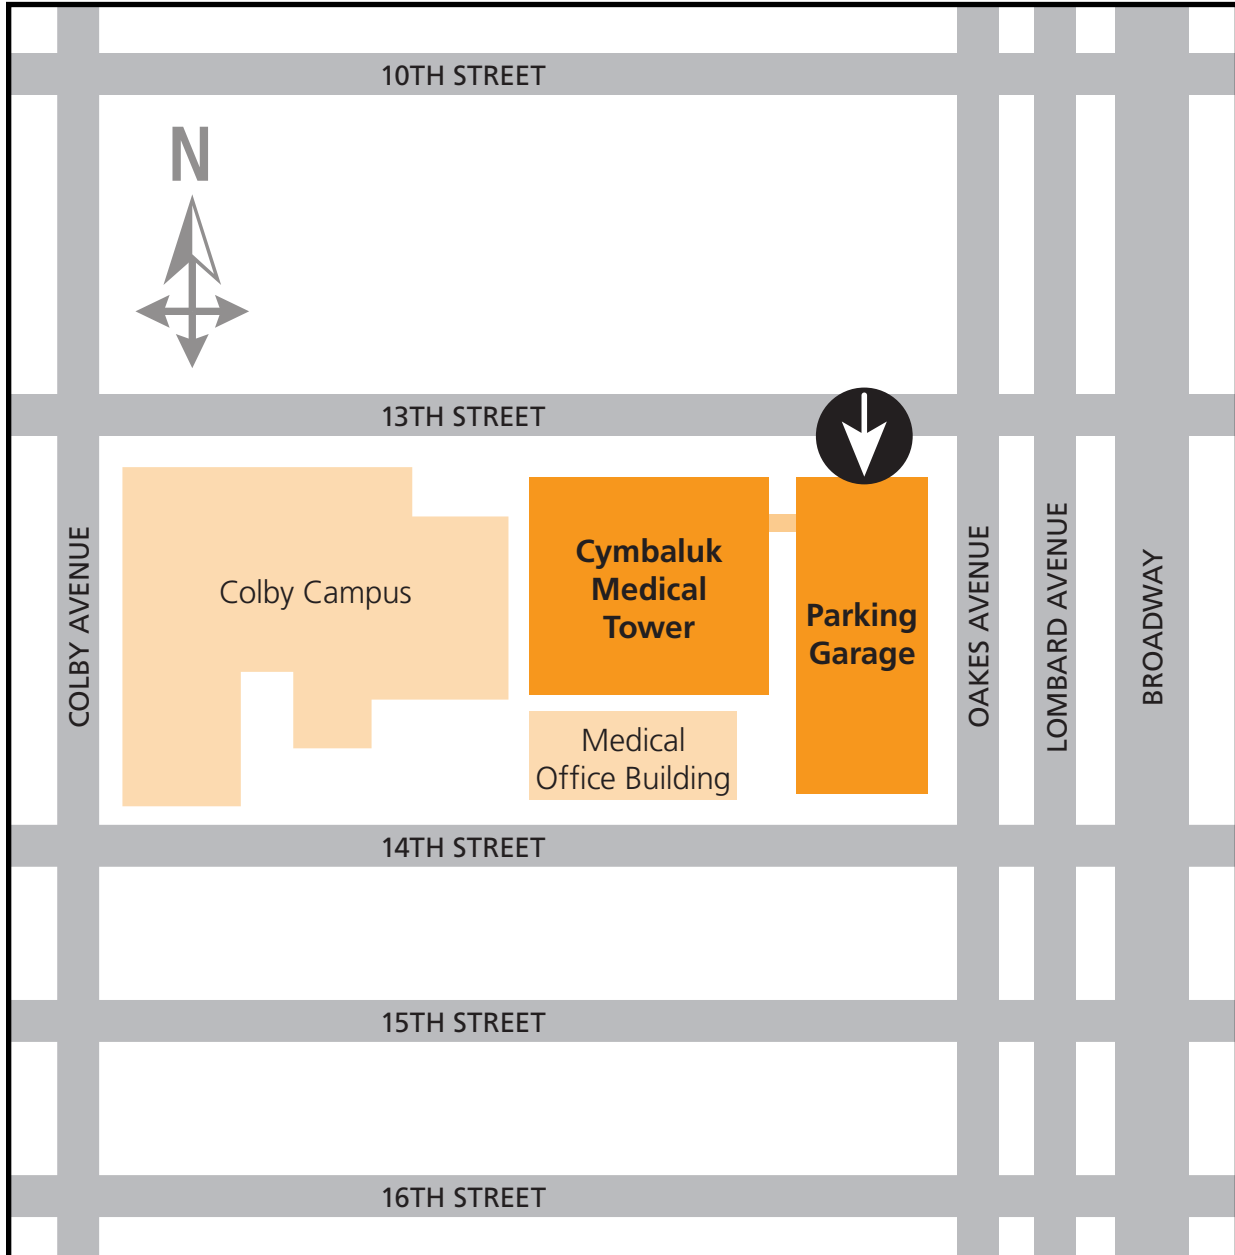 10TH STREET
N
13TH STREET
COLBY AVENUE
Colby Campus
Cymbaluk
Medical
Tower
Parking
Garage
Medical
Office Building
OAKES AVENUE
LOMBARD AVENUE
BROADWAY
14TH STREET
15TH STREET
16TH STREET